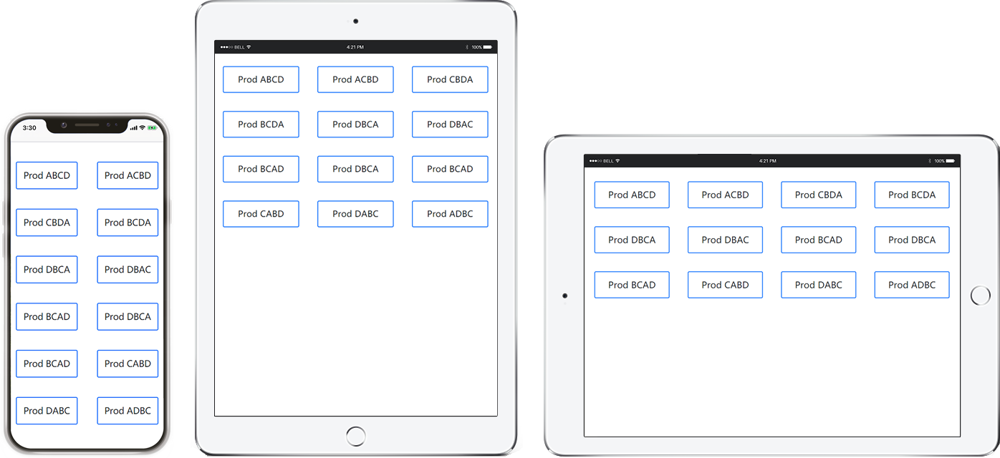 3:30
Prod ABCD Prod ACBD
Prod CBDA Prod BCDA
Prod DBCA Prod DBAC
Prod BCAD Prod DBCA
Prod BCAD Prod CABD
Prod DABC Prod ADBC
BELL 4:21 PM 100%
Prod ABCD Prod ACBD Prod CBDA
Prod BCDA Prod DBCA Prod DBAC
Prod BCAD Prod DBCA Prod BCAD
Prod CABD Prod DABC Prod ADBC
BELL 4:21 PM 100%
Prod ABCD Prod ACBD Prod CBDA Prod BCDA
Prod DBCA Prod DBAC Prod BCAD Prod DBCA
Prod BCAD Prod CABD Prod DABC Prod ADBC